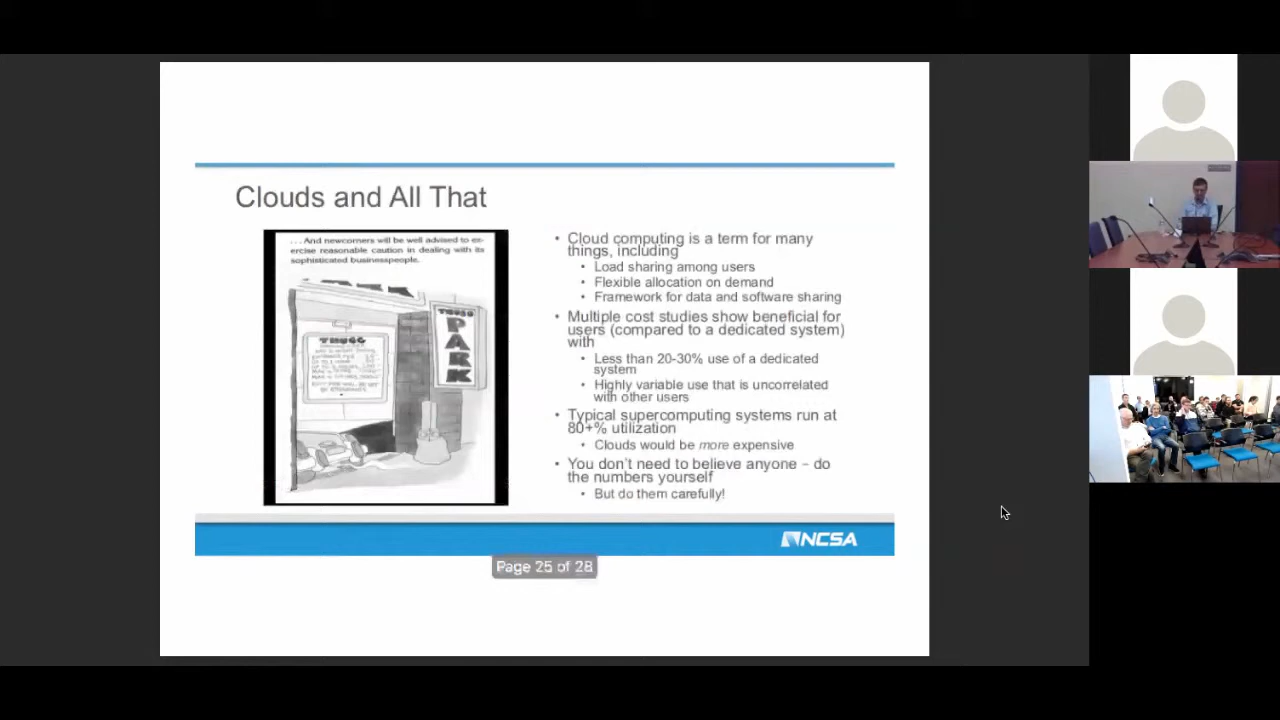 Clouds and All That
. . . And newcomers will be well advised to ex-
ercise reasonable caution in dealing with its
sophisticated businesspeople.
THUGG
THUGG
PARK
• Cloud computing is a term for many
things, including
• Load sharing among users
• Flexible allocation on demand
• Framework for data and software sharing
• Multiple cost studies show beneficial for
users (compared to a dedicated system)
with
• Less than 20-30% use of a dedicated
system
• Highly variable use that is uncorrelated
with other users
• Typical supercomputing systems run at
80+% utilization
• Clouds would be more expensive
• You don't need to believe anyone – do
the numbers yourself
• But do them carefully!
NCSA
Page 25 of 28